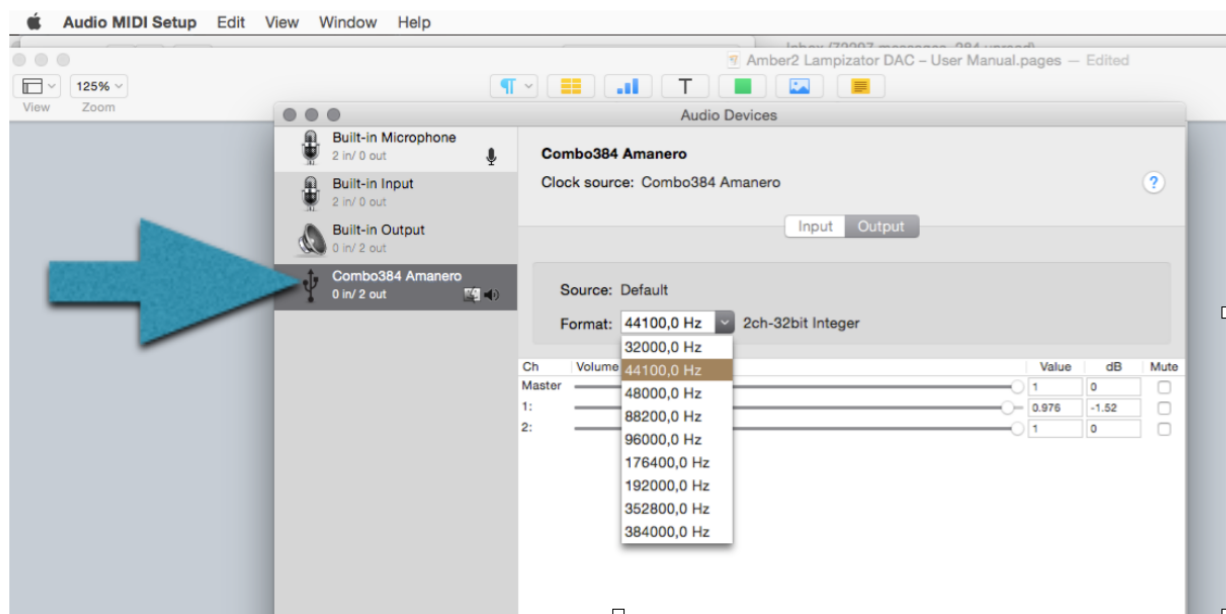 Audio MIDI Setup Edit View Window Help
Inbox (72297 messages, 284 unread)
Amber2 Lampizator DAC – User Manual.pages — Edited
125%
View Zoom
Audio Devices
Built-in Microphone
2 in/ 0 out
Built-in Input
2 in/ 0 out
Built-in Output
0 in/ 2 out
Combo384 Amanero
0 in/ 2 out
Combo384 Amanero
Clock source: Combo384 Amanero
?
Input Output
Source: Default
Format: 44100,0 Hz 2ch-32bit Integer
32000,0 Hz
44100,0 Hz
48000,0 Hz
88200,0 Hz
96000,0 Hz
176400,0 Hz
192000,0 Hz
352800,0 Hz
384000,0 Hz
Ch Volume Value dB Mute
Master 1 0
1: 0.976 -1.52
2: 1 0